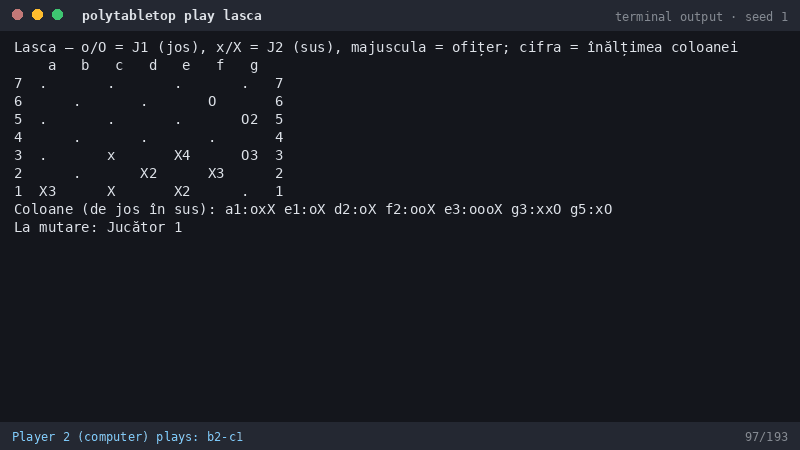 polytabletop play lasca
terminal output · seed 1
Lasca — o/O = J1 (jos), x/X = J2 (sus), majuscula = ofițer; cifra = înălțimea coloanei
a b c d e f g
7 . . . . 7
6 . . O 6
5 . . . O2 5
4 . . . 4
3 . x X4 O3 3
2 . X2 X3 2
1 X3 X X2 . 1
Coloane (de jos în sus): a1:oxX e1:oX d2:oX f2:ooX e3:oooX g3:xxO g5:xO
La mutare: Jucător 1
Player 2 (computer) plays: b2-c1
97/193